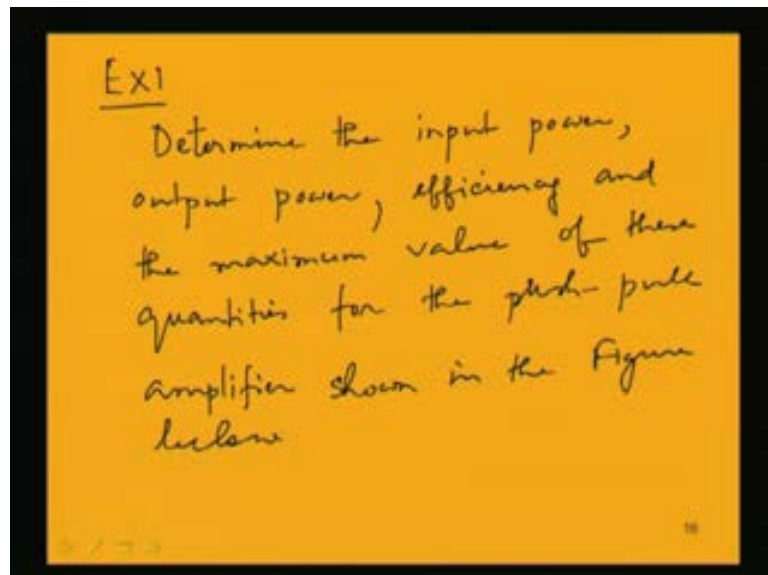 Ex1
Determine the input power,
output power, efficiency and
the maximum value of these
quantities for the push-pull
amplifier shown in the Figure
below
16